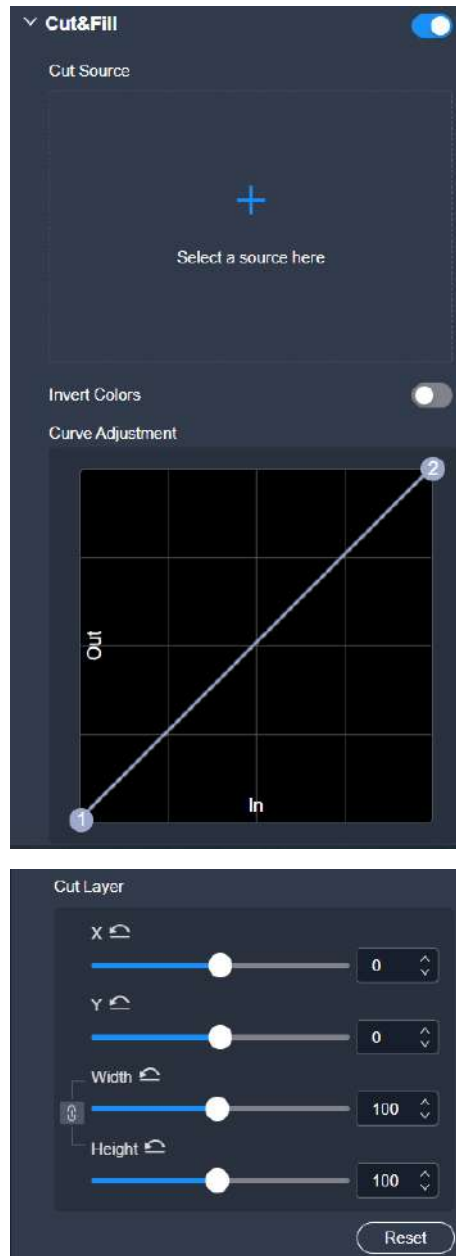 Cut&Fill
Cut Source
Select a source here
Invert Colors
Curve Adjustment
2
Out
In
1
Cut Layer
X
0
Y
0
Width
100
Height
100
Reset